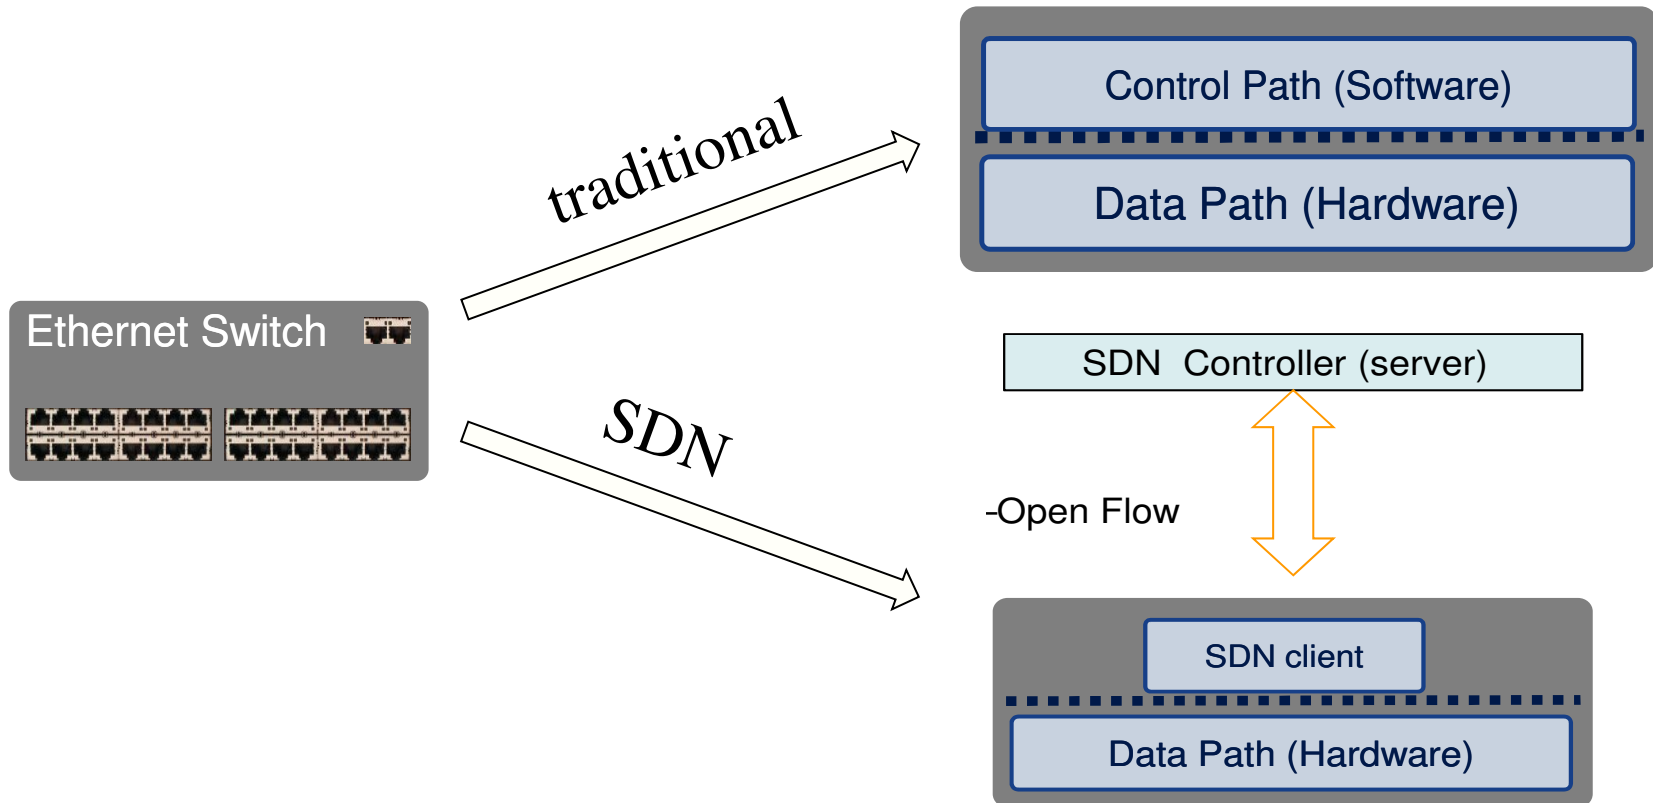 Control Path (Software)
traditional
Data Path (Hardware)
Ethernet Switch
SDN Controller (server)
SDN
-Open Flow
SDN client
Data Path (Hardware)